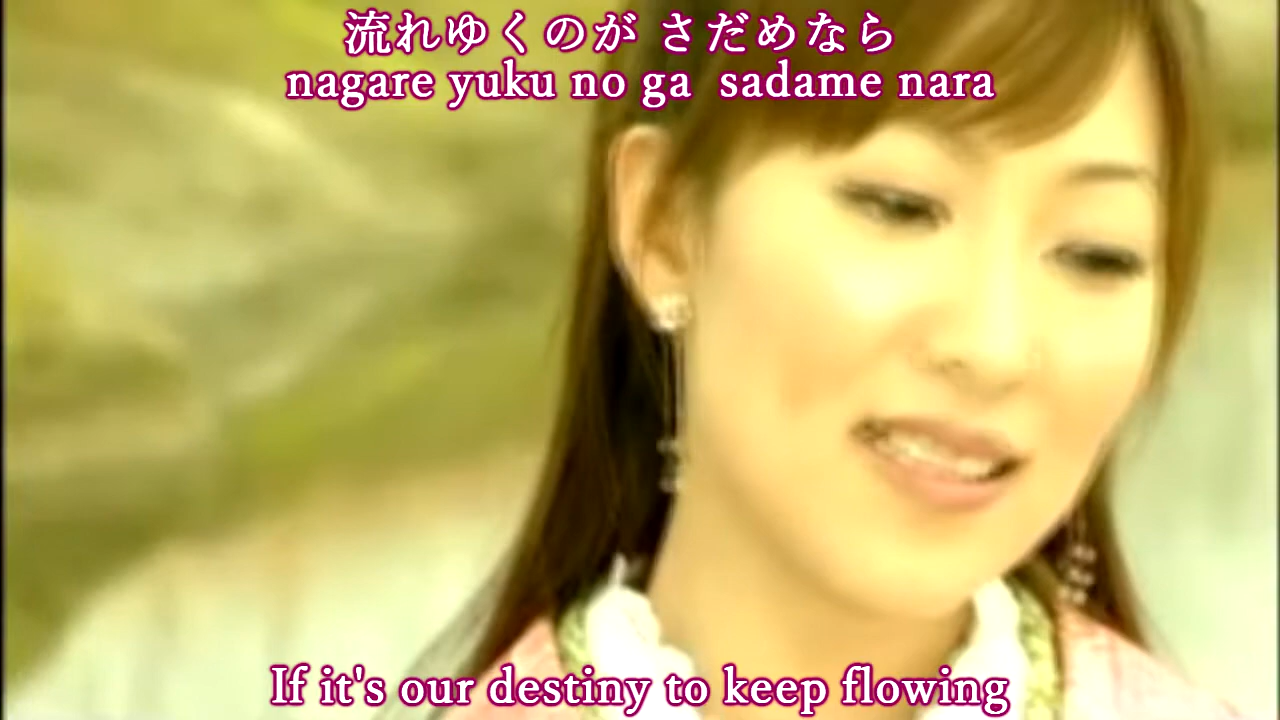 流れゆくのが さだめなら
nagare yuku no ga  sadame nara
If it's our destiny to keep flowing